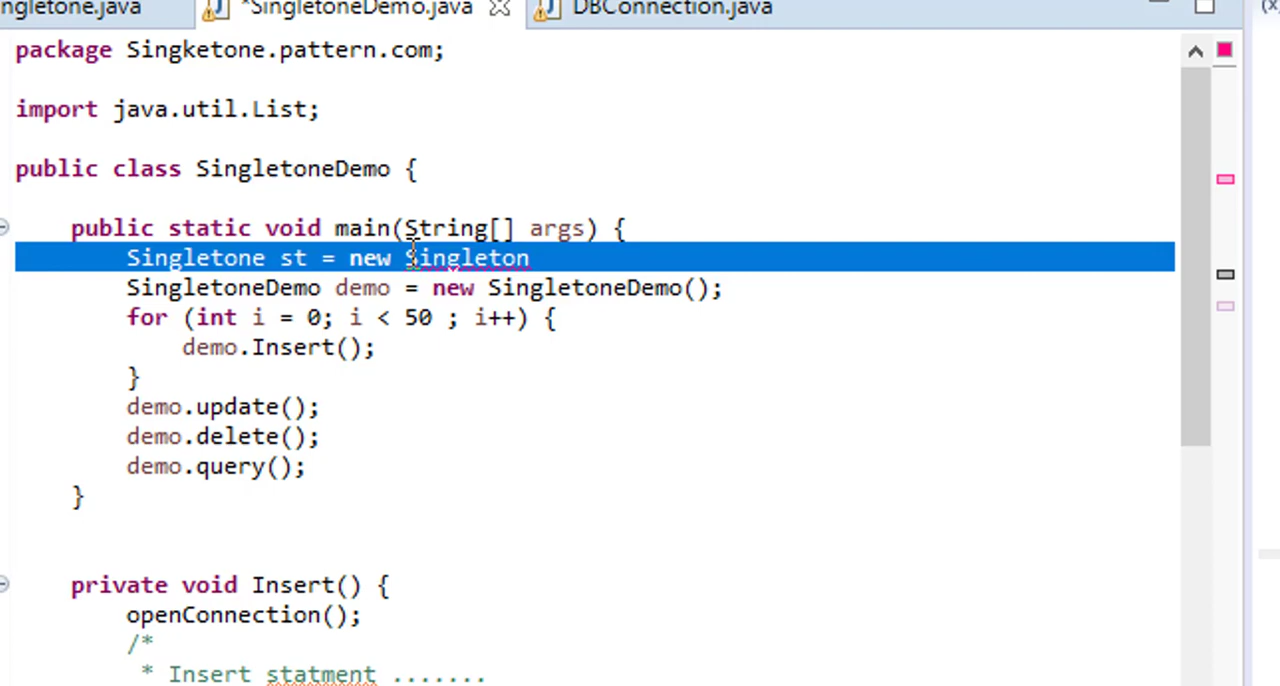 ngletone.java
*SingletoneDemo.java
DBConnection.java
package Singketone.pattern.com;
import java.util.List;
public class SingletoneDemo {
public static void main(String[] args) {
Singletone st = new Singleton
SingletoneDemo demo = new SingletoneDemo();
for (int i = 0; i < 50 ; i++) {
demo.Insert();
}
demo.update();
demo.delete();
demo.query();
}
private void Insert() {
openConnection();
/*
* Insert statment .......